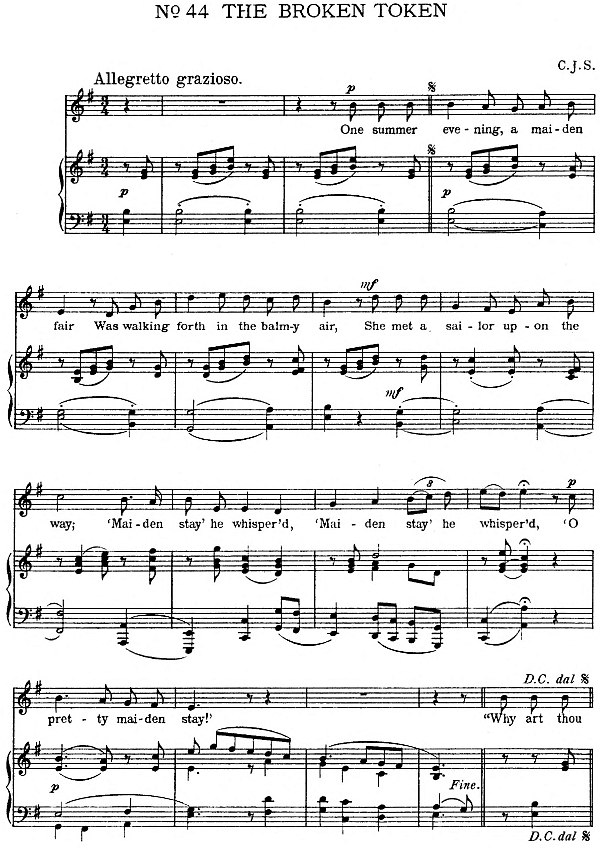 Nº 44 THE BROKEN TOKEN
C.J.S.
Allegretto grazioso.
p
One summer eve - ning, a mai - den
p
p
fair Was walking forth in the balm-y air, She met a sai - lor up - on the
mf
mf
way; 'Mai - den stay' he whisper'd, 'Mai - den stay' he whisper'd, 'O
3
p
D.C. dal 𝄋
pret - ty mai-den stay!' "Why art thou
p
Fine.
D.C. dal 𝄋